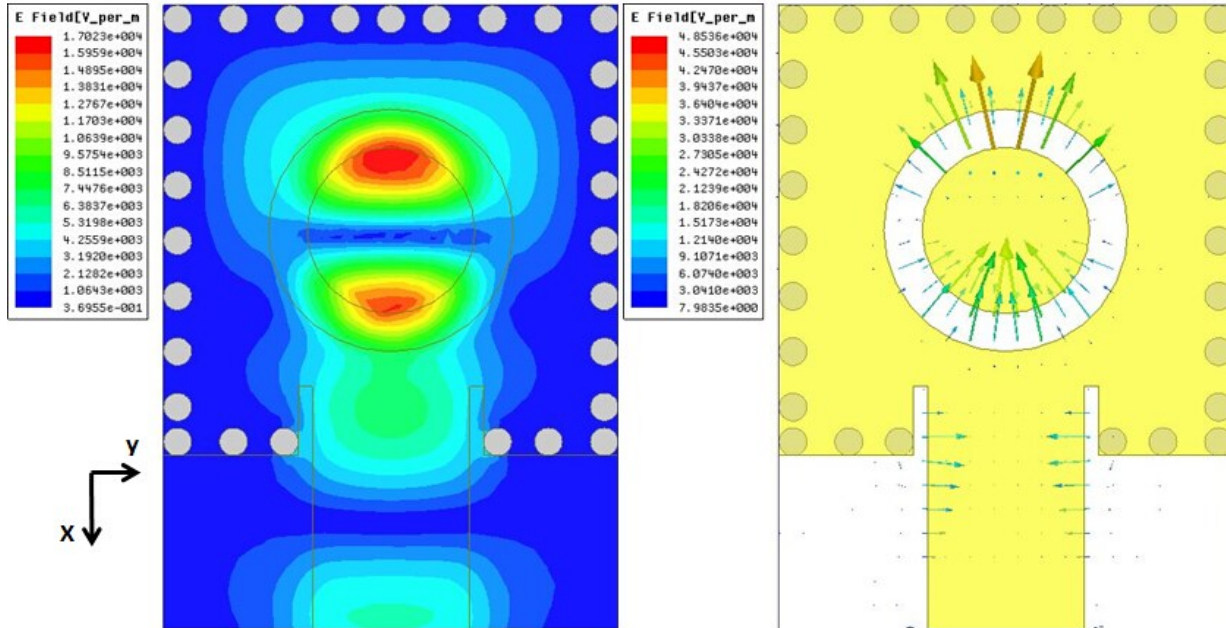 E Field[V_per_m
1.7023e+004
1.5959e+004
1.4895e+004
1.3831e+004
1.2767e+004
1.1703e+004
1.0639e+004
9.5754e+003
8.5115e+003
7.4476e+003
6.3837e+003
5.3198e+003
4.2559e+003
3.1920e+003
2.1282e+003
1.0643e+003
3.6955e-001
y
X
E Field[V_per_m
4.8536e+004
4.5503e+004
4.2470e+004
3.9437e+004
3.6404e+004
3.3371e+004
3.0338e+004
2.7305e+004
2.4272e+004
2.1239e+004
1.8206e+004
1.5173e+004
1.2140e+004
9.1071e+003
6.0740e+003
3.0410e+003
7.9835e+000